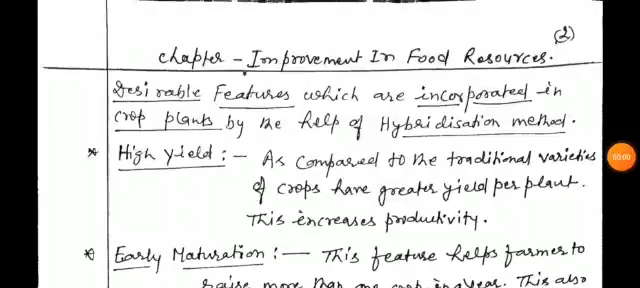 (2)
Chapter - Improvement In Food Resources.
Desirable Features which are incorporated in
crop plants by the help of Hybridisation method.
* High yield : - As compared to the traditional varieties
of crops have greater yield per plant.
This increases productivity.
* Early Maturation : - This feature helps farmer to
raise more than one crop in a year. This also
00:00